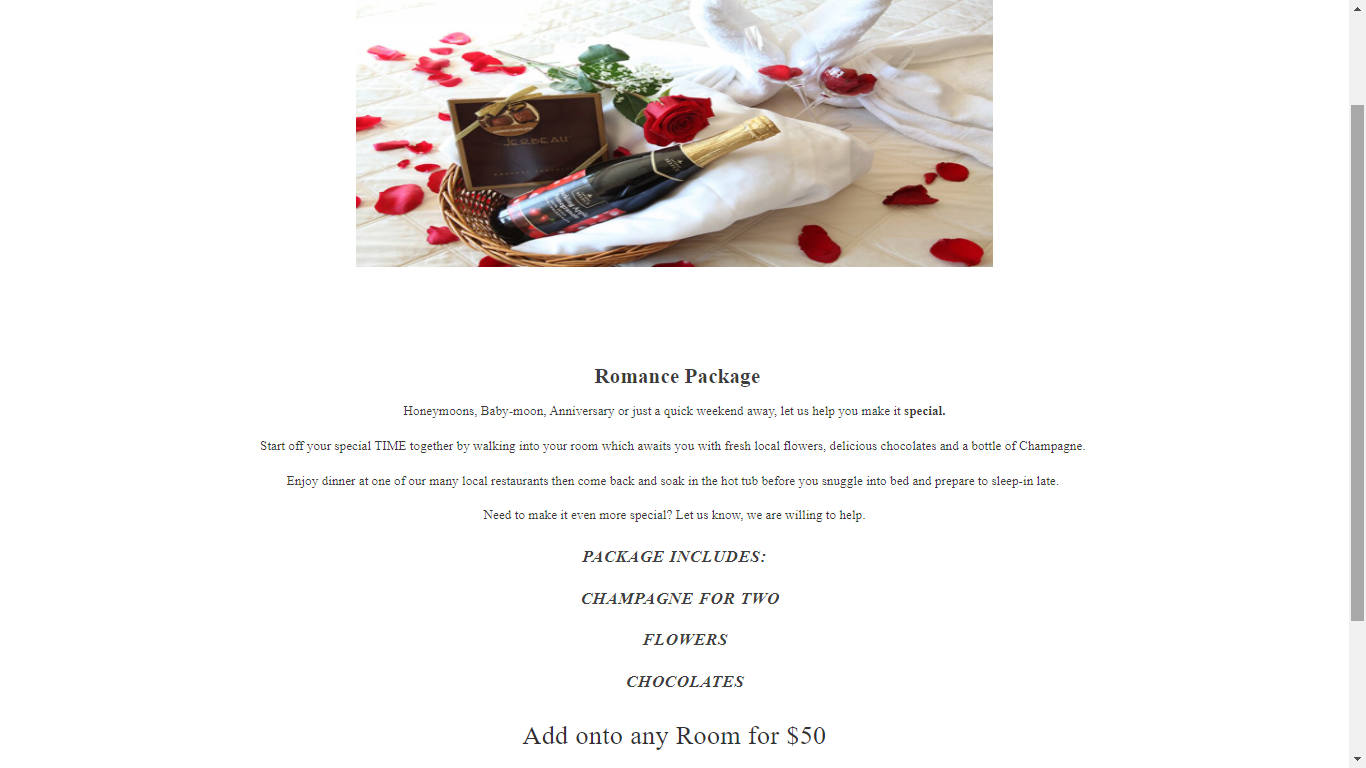 JERBEAU
Sparkling Apple
Pomegranate
Romance Package
Honeymoons, Baby-moon, Anniversary or just a quick weekend away, let us help you make it special.
Start off your special TIME together by walking into your room which awaits you with fresh local flowers, delicious chocolates and a bottle of Champagne.
Enjoy dinner at one of our many local restaurants then come back and soak in the hot tub before you snuggle into bed and prepare to sleep-in late.
Need to make it even more special? Let us know, we are willing to help.
PACKAGE INCLUDES:
CHAMPAGNE FOR TWO
FLOWERS
CHOCOLATES
Add onto any Room for $50